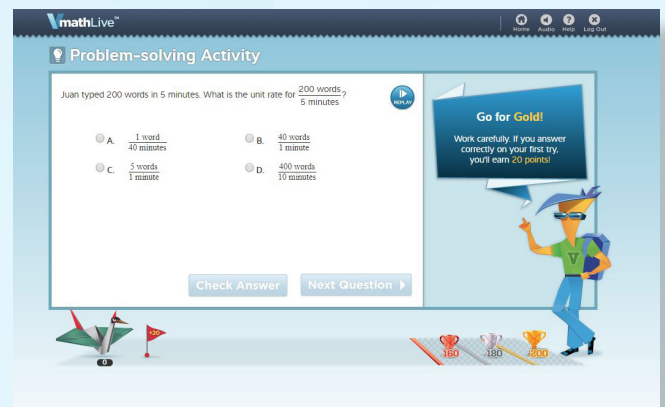 VmathLive™
Home Audio Help Log Out
Problem-solving Activity
Juan typed 200 words in 5 minutes. What is the unit rate for 200 words / 5 minutes?
REPLAY
A. 1 word / 40 minutes
B. 40 words / 1 minute
C. 5 words / 1 minute
D. 400 words / 10 minutes
Check Answer
Next Question
Go for Gold!
Work carefully. If you answer
correctly on your first try,
you'll earn 20 points!
V
+20
0
160
180
200